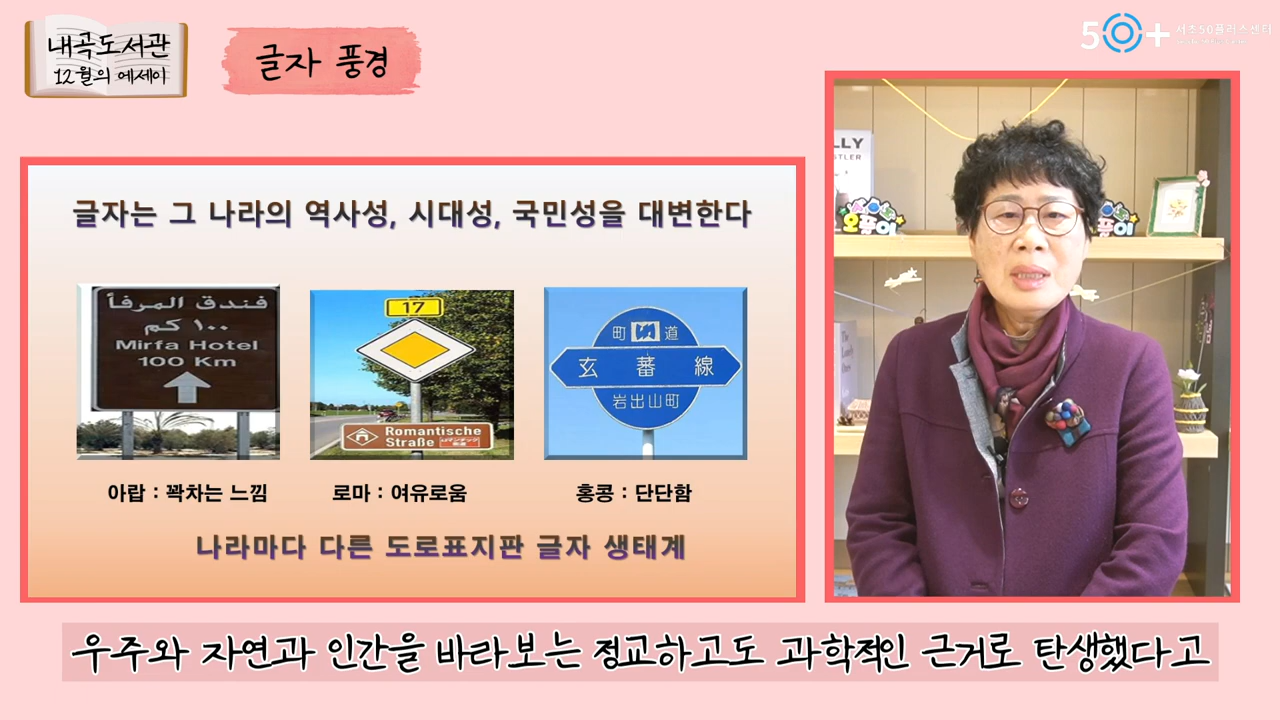 내곡도서관
12월의 에세이
글자 풍경
50+ 서초50플러스센터
글자는 그 나라의 역사성, 시대성, 국민성을 대변한다
فندق المرفأ
١٠٠ كم
Mirfa Hotel
100 Km
17
Romantische
Straße
町 道
玄 蕃 線
岩出山町
아랍 : 꽉차는 느낌
로마 : 여유로움
홍콩 : 단단함
나라마다 다른 도로표지판 글자 생태계
LLY
우주와 자연과 인간을 바라보는 정교하고도 과학적인 근거로 탄생했다고